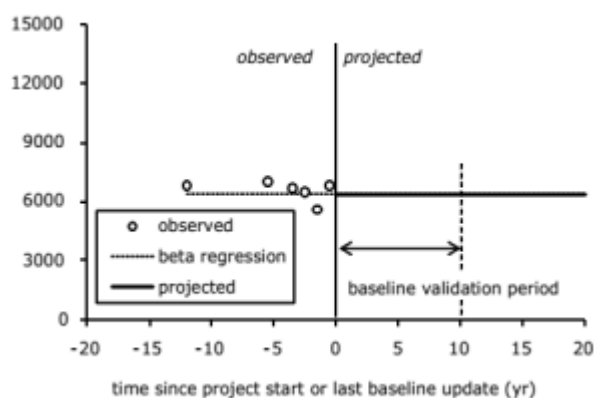 15000
12000
9000
6000
3000
0
observed
projected
observed
beta regression
projected
baseline validation period
-20
-15
-10
-5
0
5
10
15
20
time since project start or last baseline update (yr)